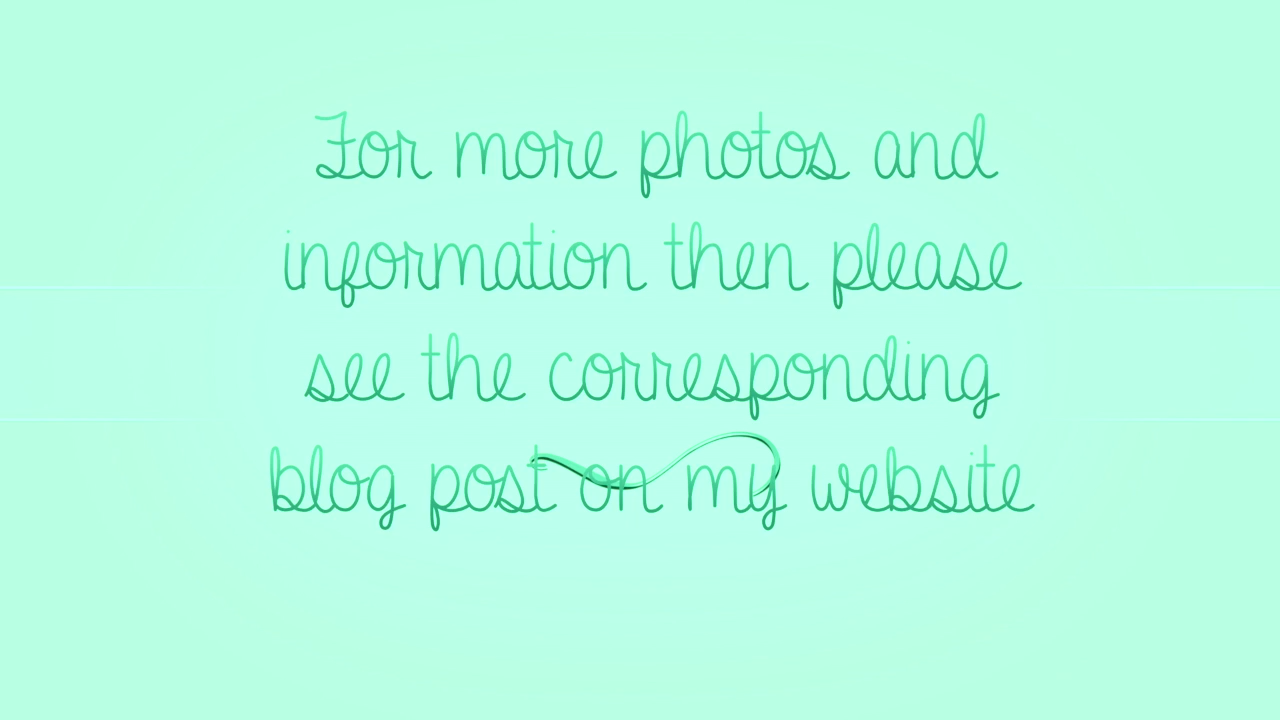 For more photos and
information then please
see the corresponding
blog post on my website